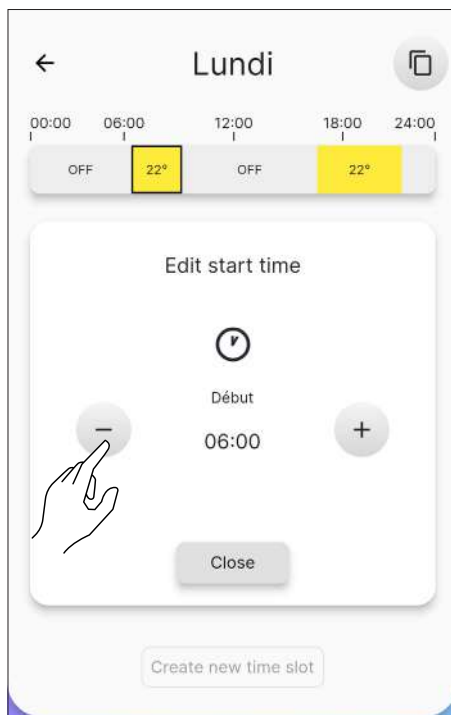 Lundi
00:00 06:00 12:00 18:00 24:00
OFF 22° OFF 22°
Edit start time
Début
06:00
Close
Create new time slot